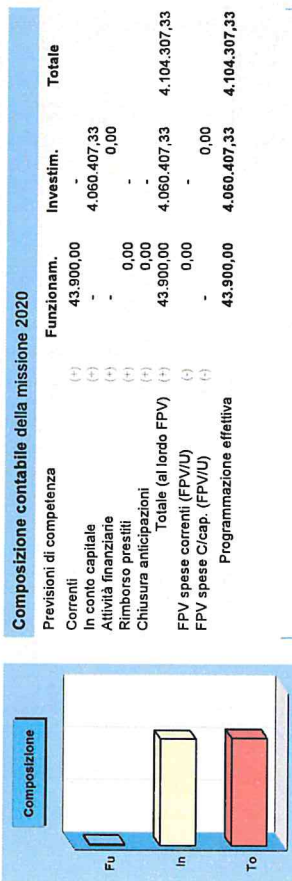 Composizione
Fu
In
To
Composizione contabile della missione 2020
Previsioni di competenza Funzionam. Investim. Totale
Correnti (+) 43.900,00 -
In conto capitale (+) - 4.060.407,33
Attività finanziarie (+) - 0,00
Rimborso prestiti (+) 0,00 -
Chiusura anticipazioni (+) 0,00 -
Totale (al lordo FPV) (+) 43.900,00 4.060.407,33 4.104.307,33
FPV spese correnti (FPV/U) (-) 0,00 -
FPV spese C/cap. (FPV/U) (-) - 0,00
Programmazione effettiva 43.900,00 4.060.407,33 4.104.307,33